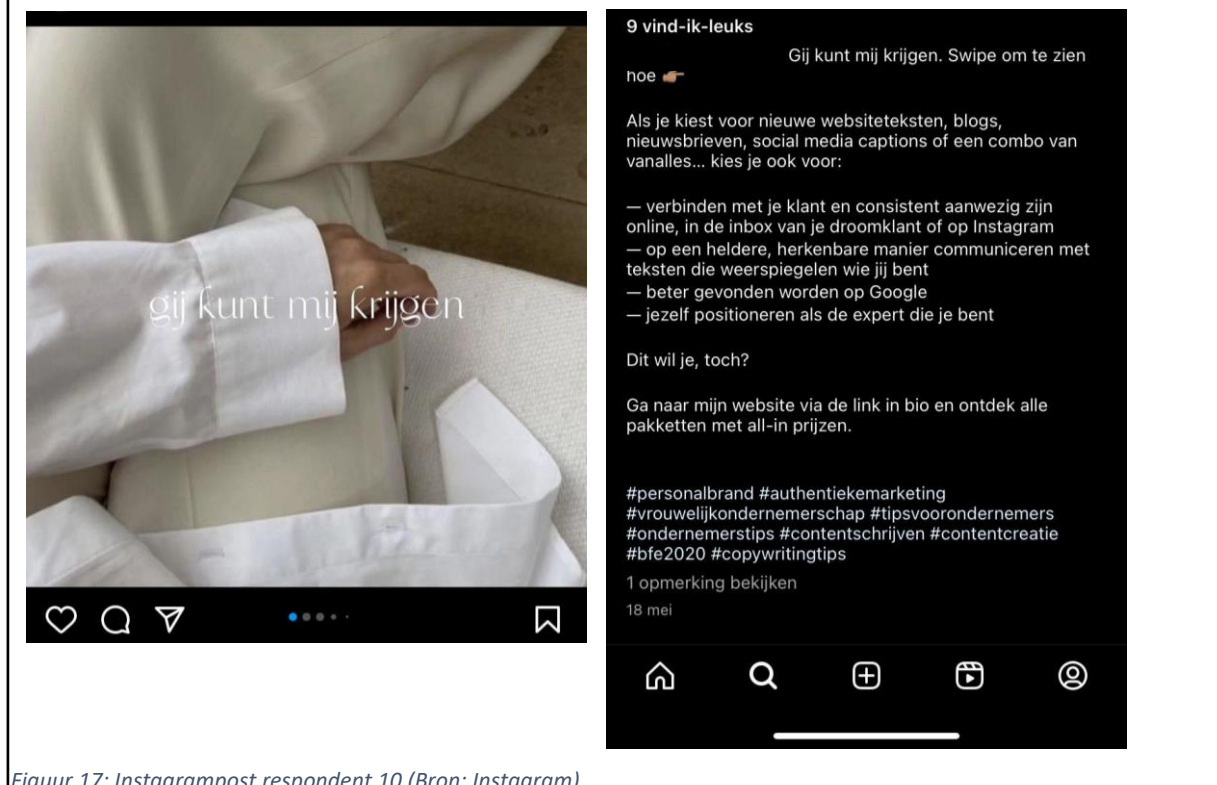 gij kunt mij krijgen
9 vind-ik-leuks
Gij kunt mij krijgen. Swipe om te zien
hoe 👉🏽
Als je kiest voor nieuwe websiteteksten, blogs,
nieuwsbrieven, social media captions of een combo van
vanalles... kies je ook voor:
— verbinden met je klant en consistent aanwezig zijn
online, in de inbox van je droomklant of op Instagram
— op een heldere, herkenbare manier communiceren met
teksten die weerspiegelen wie jij bent
— beter gevonden worden op Google
— jezelf positioneren als de expert die je bent
Dit wil je, toch?
Ga naar mijn website via de link in bio en ontdek alle
pakketten met all-in prijzen.
#personalbrand #authentiekemarketing
#vrouwelijkondernemerschap #tipsvoorondernemers
#ondernemerstips #contentschrijven #contentcreatie
#bfe2020 #copywritingtips
1 opmerking bekijken
18 mei
Figuur 17: Instagrampost respondent 10 (Bron: Instagram)